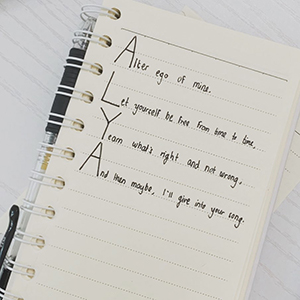 Alter ego of mine.
Let yourself be free from time to time,
Yearn what's right and not wrong,
And then maybe, I'll give into your song.